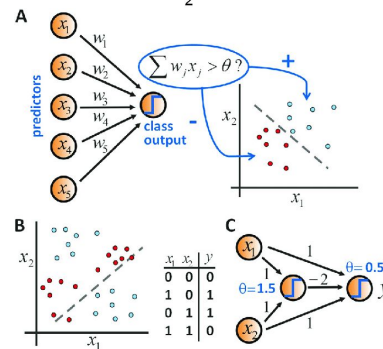 2
A
x₁
x₂
x₃
x₄
x₅
w₁
w₂
w₃
w₄
w₅
predictors
class
output
∑ wⱼxⱼ > θ ?
+
-
x₂
x₁
B
x₂
x₁
x₁ x₂ y
0 0 0
1 0 1
0 1 1
1 1 0
C
x₁
x₂
1
1
1
1
-2
θ=1.5
θ=0.5
y